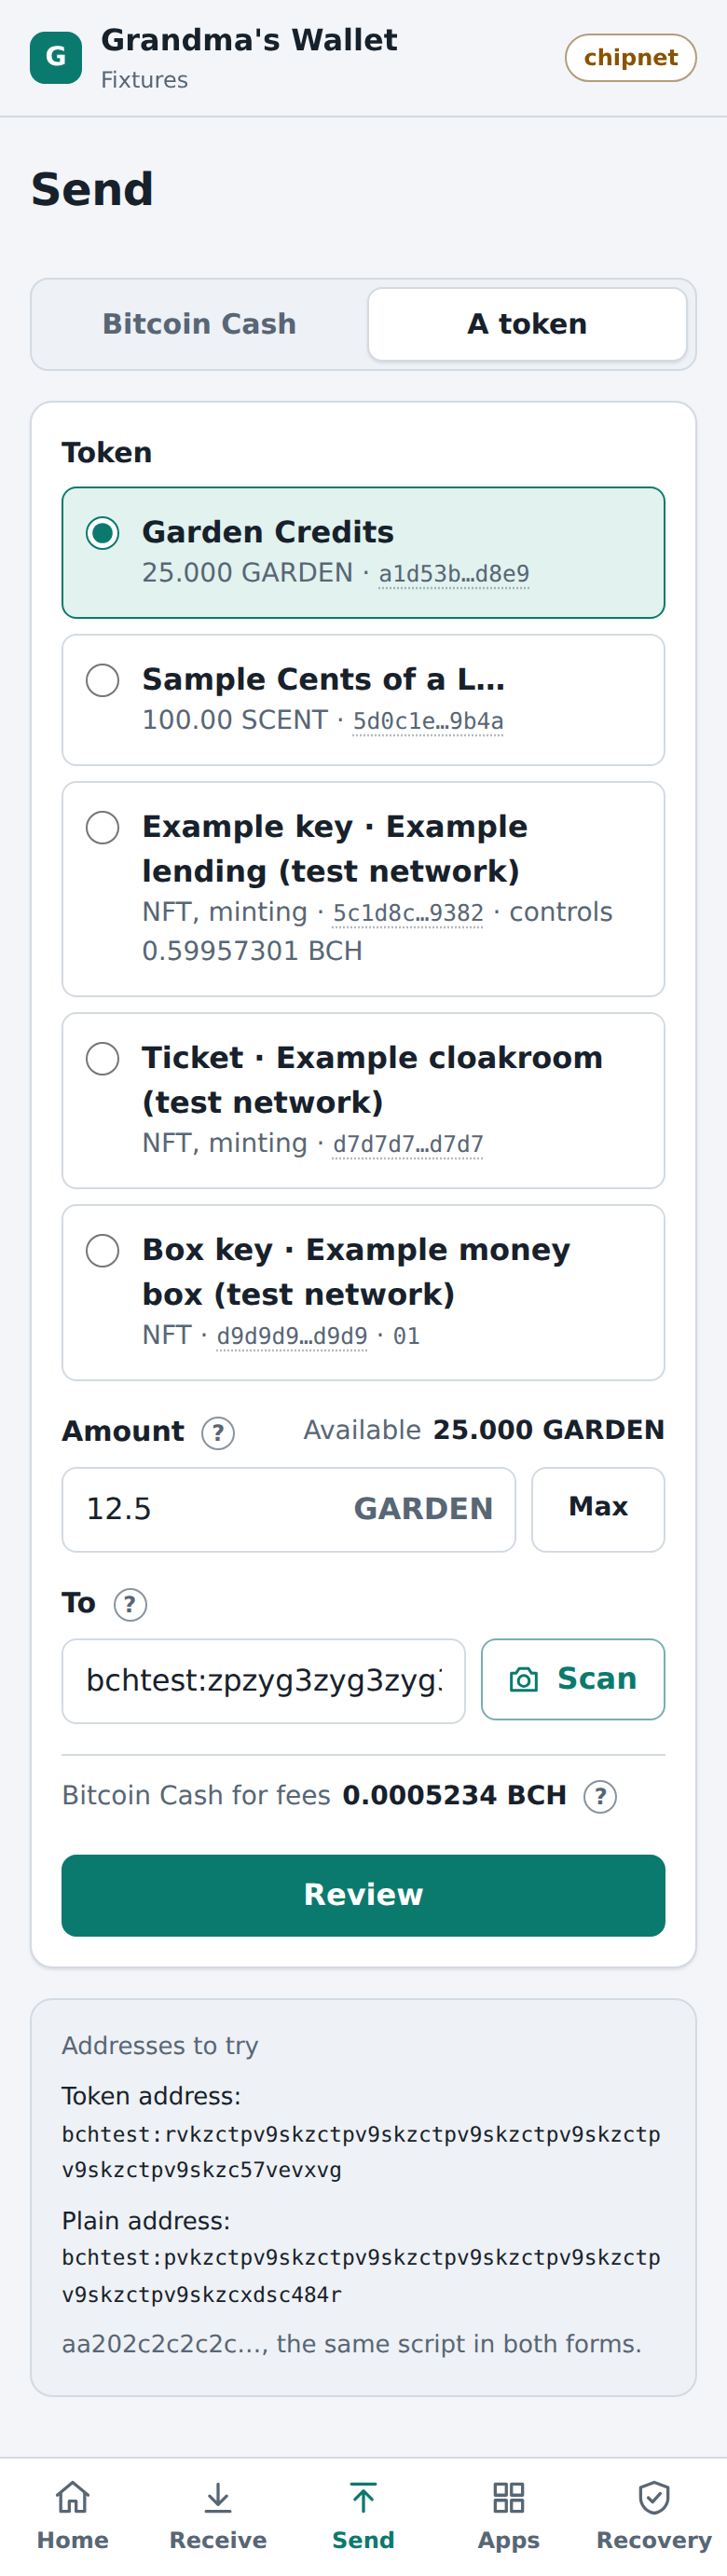 G
Grandma's Wallet
Fixtures
chipnet
Send
Bitcoin Cash
A token
Token
Garden Credits
25.000 GARDEN · a1d53b…d8e9
Sample Cents of a L…
100.00 SCENT · 5d0c1e…9b4a
Example key · Example
lending (test network)
NFT, minting · 5c1d8c…9382 · controls
0.59957301 BCH
Ticket · Example cloakroom
(test network)
NFT, minting · d7d7d7…d7d7
Box key · Example money
box (test network)
NFT · d9d9d9…d9d9 · 01
Amount ? Available 25.000 GARDEN
12.5 GARDEN Max
To ?
bchtest:zpzyg3zyg3zyg3 Scan
Bitcoin Cash for fees 0.0005234 BCH ?
Review
Addresses to try
Token address:
bchtest:rvkzctpv9skzctpv9skzctpv9skzctpv9skzctp
v9skzctpv9skzc57vevxvg
Plain address:
bchtest:pvkzctpv9skzctpv9skzctpv9skzctpv9skzctp
v9skzctpv9skzcxdsc484r
aa202c2c2c2c…, the same script in both forms.
Home Receive Send Apps Recovery